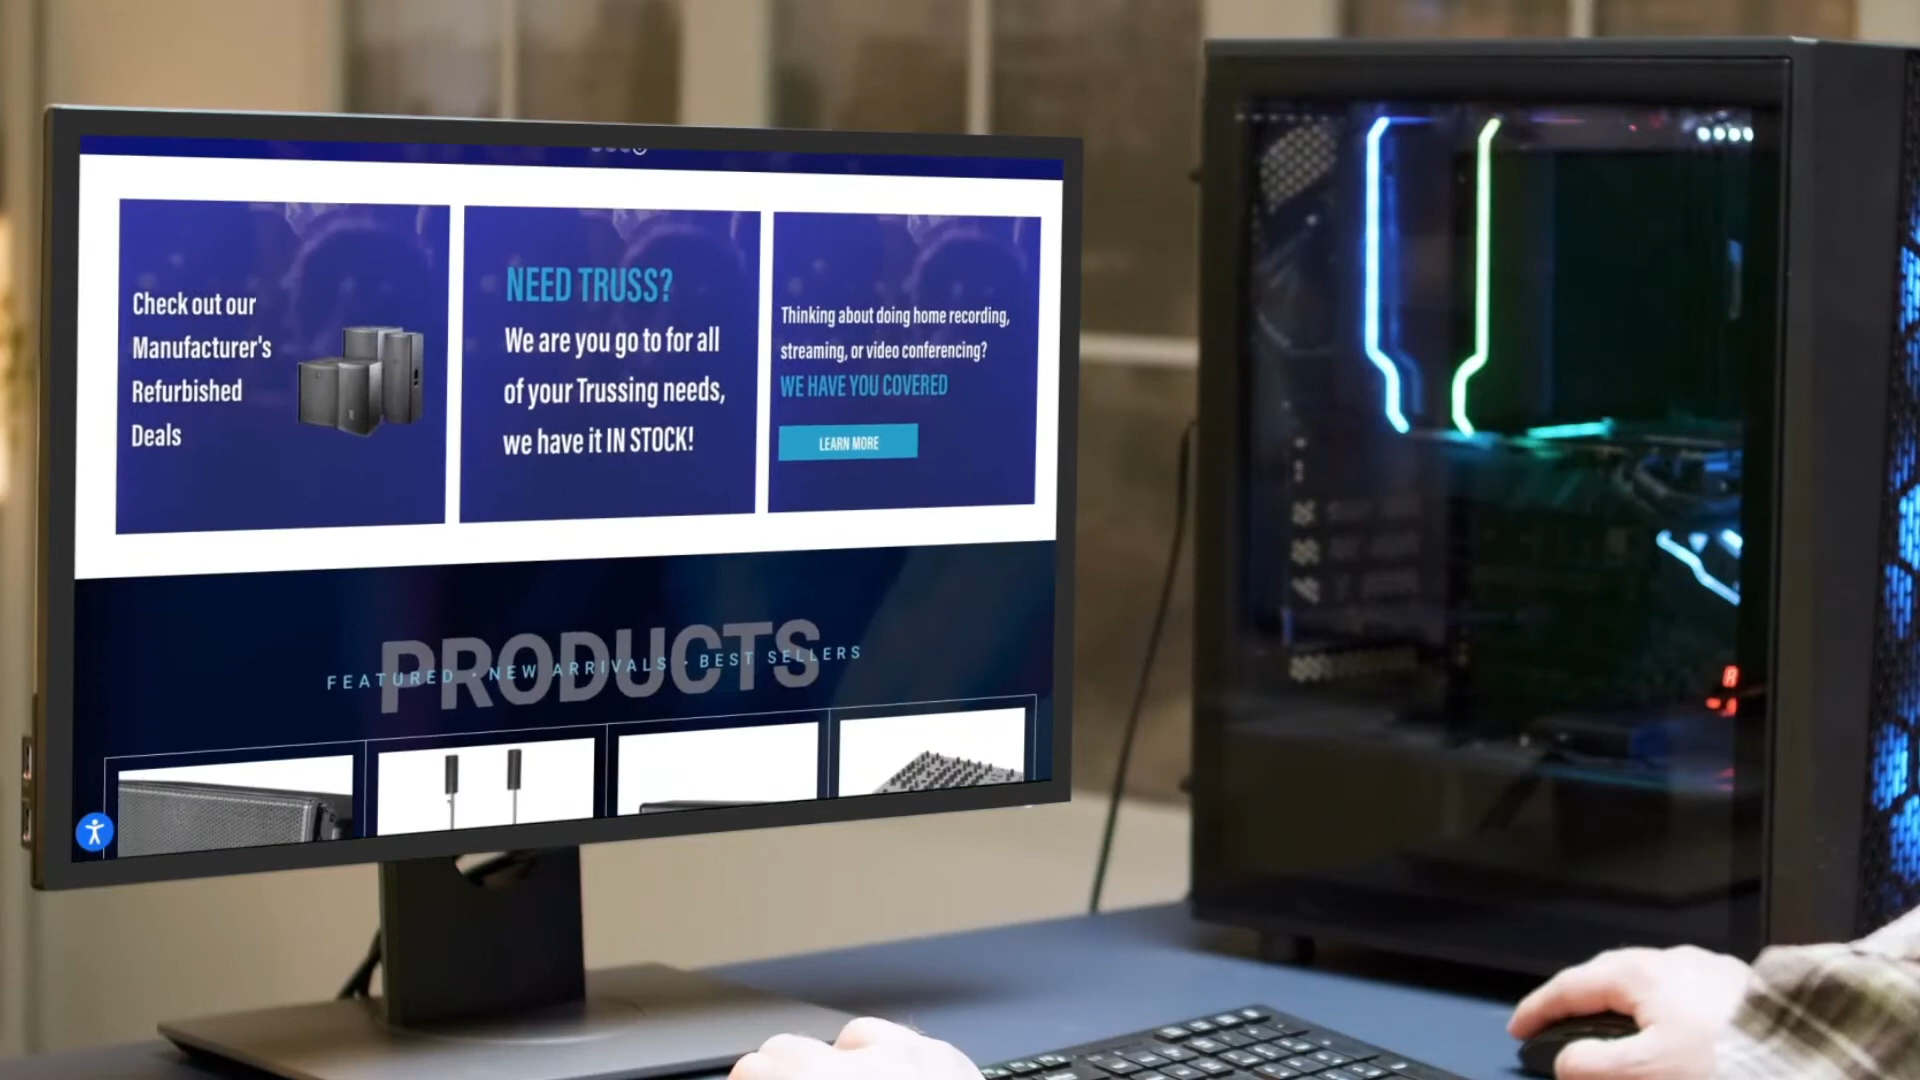 Check out our
Manufacturer's
Refurbished
Deals
NEED TRUSS?
We are you go to for all
of your Trussing needs,
we have it IN STOCK!
Thinking about doing home recording,
streaming, or video conferencing?
WE HAVE YOU COVERED
LEARN MORE
PRODUCTS
FEATURED · NEW ARRIVALS · BEST SELLERS